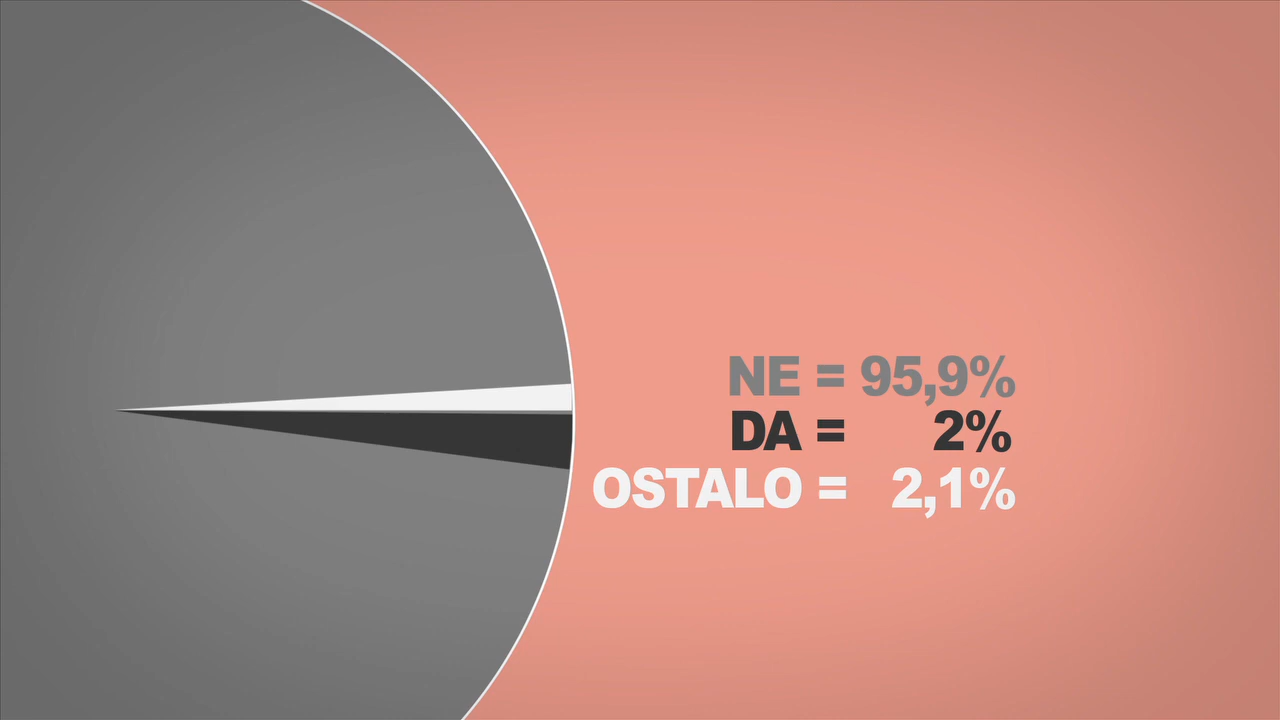 NE = 95,9%
DA = 2%
OSTALO = 2,1%